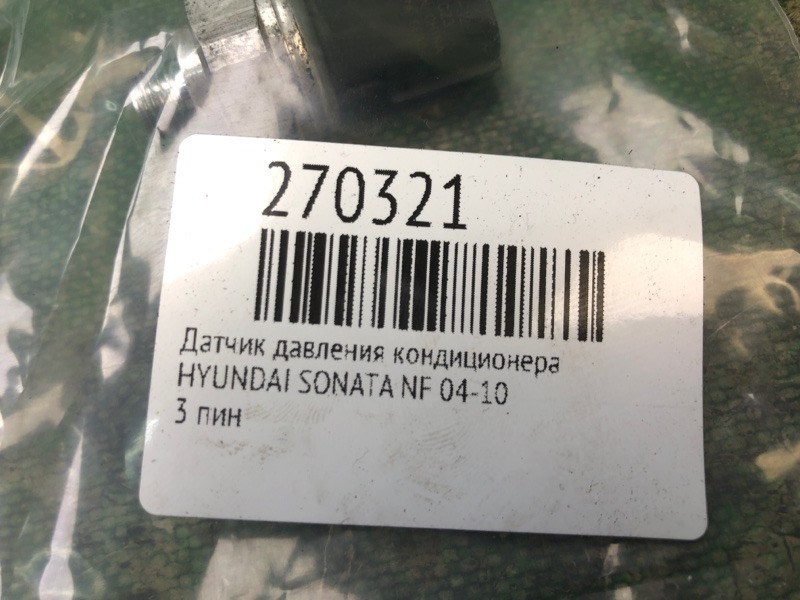 270321
Датчик давления кондиционера
HYUNDAI SONATA NF 04-10
3 пин